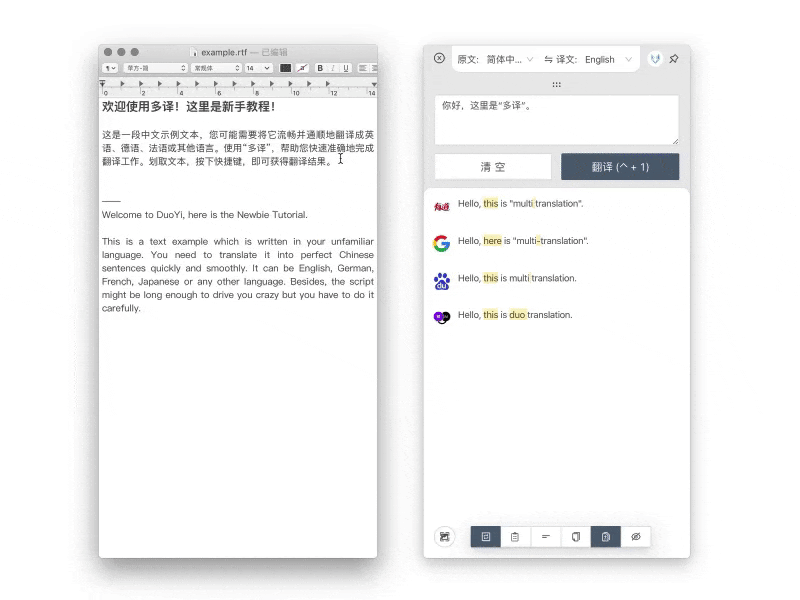 example.rtf — 已编辑
¶
苹方-简
常规体
14
a
B I U
0 2 4 6 8 10 12 14
欢迎使用多译！这里是新手教程！
这是一段中文示例文本，您可能需要将它流畅并通顺地翻译成英
语、德语、法语或其他语言。使用“多译”，帮助您快速准确地完成
翻译工作。划取文本，按下快捷键，即可获得翻译结果。
——
Welcome to DuoYi, here is the Newbie Tutorial.
This is a text example which is written in your unfamiliar
language. You need to translate it into perfect Chinese
sentences quickly and smoothly. It can be English, German,
French, Japanese or any other language. Besides, the script
might be long enough to drive you crazy but you have to do it
carefully.
原文： 简体中... 译文： English
你好，这里是“多译”。
清 空
翻译 (^ + 1)
有道
Hello, this is "multi translation".
G
Hello, here is "multi-translation".
du
Hello, this is multi translation.
Hello, this is duo translation.